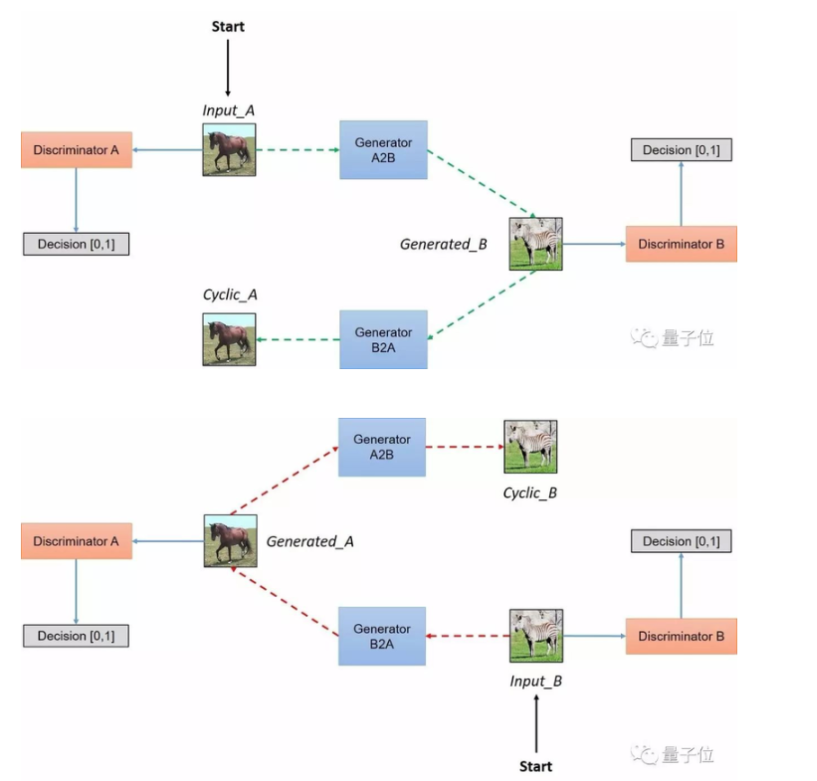 Start
Input_A
Discriminator A
Generator
A2B
Decision [0,1]
Decision [0,1]
Generated_B
Discriminator B
Cyclic_A
Generator
B2A
量子位
Generator
A2B
Cyclic_B
Discriminator A
Generated_A
Decision [0,1]
Decision [0,1]
Generator
B2A
Discriminator B
Input_B
量子位
Start